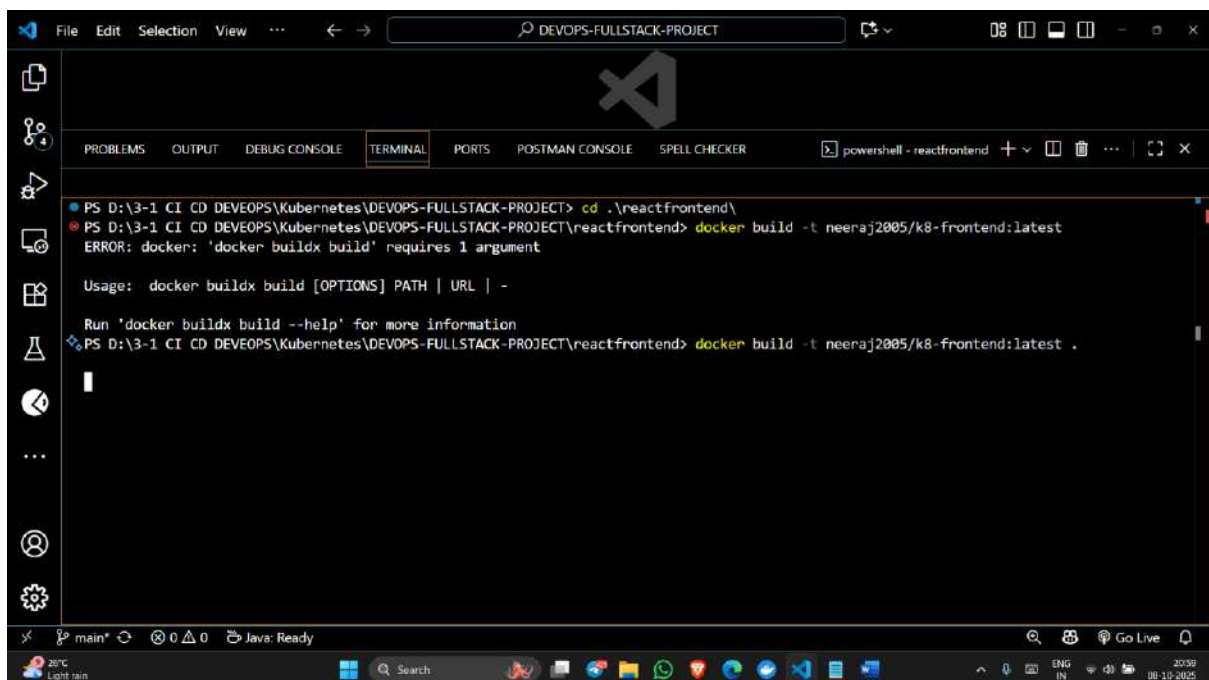 File Edit Selection View ··· DEVOPS-FULLSTACK-PROJECT
4
PROBLEMS OUTPUT DEBUG CONSOLE TERMINAL PORTS POSTMAN CONSOLE SPELL CHECKER powershell - reactfrontend
PS D:\3-1 CI CD DEVEOPS\Kubernetes\DEVOPS-FULLSTACK-PROJECT> cd .\reactfrontend\
PS D:\3-1 CI CD DEVEOPS\Kubernetes\DEVOPS-FULLSTACK-PROJECT\reactfrontend> docker build -t neeraj2005/k8-frontend:latest
ERROR: docker: 'docker buildx build' requires 1 argument
Usage:  docker buildx build [OPTIONS] PATH | URL | -
Run 'docker buildx build --help' for more information
PS D:\3-1 CI CD DEVEOPS\Kubernetes\DEVOPS-FULLSTACK-PROJECT\reactfrontend> docker build -t neeraj2005/k8-frontend:latest .
main* 0 0 Java: Ready Go Live
26°C Search ENG 20:59
Light rain IN 08-10-2025